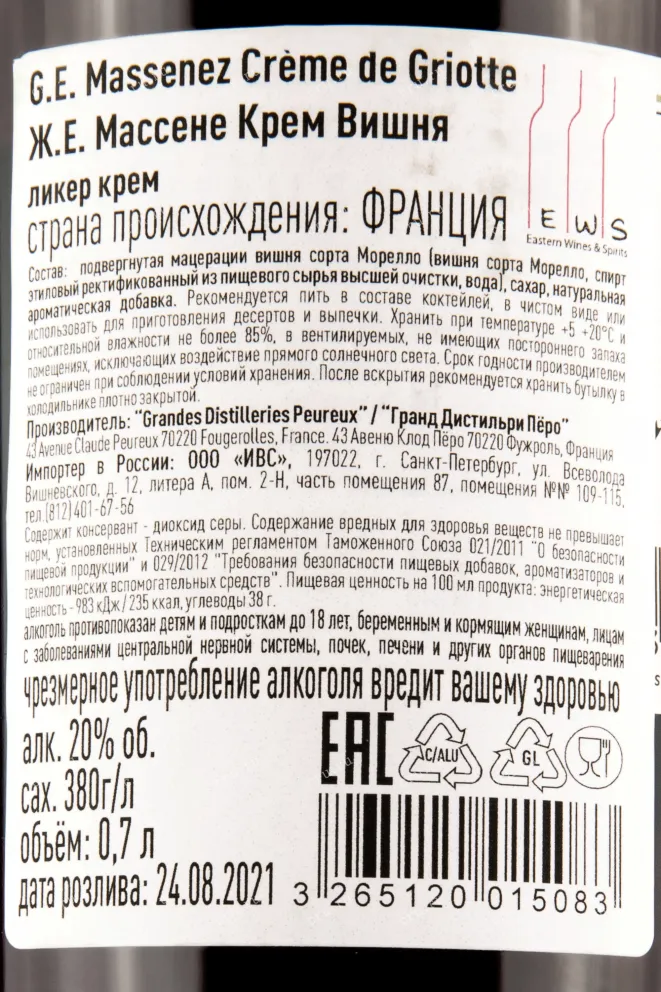 G.E. Massenez Crème de Griotte
Ж.Е. Массене Крем Вишня
ликер крем
страна происхождения: ФРАНЦИЯ
E W S
Eastern Wines & Spirits
Состав: подвергнутая мацерации вишня сорта Морелло (вишня сорта Морелло, спирт
этиловый ректификованный из пищевого сырья высшей очистки, вода), сахар, натуральная
ароматическая добавка. Рекомендуется пить в составе коктейлей, в чистом виде или
использовать для приготовления десертов и выпечки. Хранить при температуре +5 +20°С и
относительной влажности не более 85%, в вентилируемых, не имеющих постороннего запаха
помещениях, исключающих воздействие прямого солнечного света. Срок годности производителем
не ограничен при соблюдении условий хранения. После вскрытия рекомендуется хранить бутылку в
холодильнике плотно закрытой.
Производитель: "Grandes Distilleries Peureux" / "Гранд Дистильри Пёро"
43 Avenue Claude Peureux 70220 Fougerolles, France. 43 Авеню Клод Пёро 70220 Фужроль, Франция
Импортер в России: ООО «ИВС», 197022, г. Санкт-Петербург, ул. Всеволода
Вишневского, д. 12, литера А, пом. 2-Н, часть помещения 87, помещения №№ 109-115,
тел.(812)401-67-56
Содержит консервант - диоксид серы. Содержание вредных для здоровья веществ не превышает
норм, установленных Техническим регламентом Таможенного Союза 021/2011 "О безопасности
пищевой продукции" и 029/2012 "Требования безопасности пищевых добавок, ароматизаторов и
технологических вспомогательных средств". Пищевая ценность на 100 мл продукта: энергетическая
ценность - 983 кДж/235 ккал, углеводы 38 г.
алкоголь противопоказан детям и подросткам до 18 лет, беременным и кормящим женщинам, лицам
с заболеваниями центральной нервной системы, почек, печени и других органов пищеварения
чрезмерное употребление алкоголя вредит вашему здоровью
алк. 20% об.
сах. 380г/л
объём: 0,7 л
дата розлива: 24.08.2021
EAC
C/ALU
GL
3 265120 015083